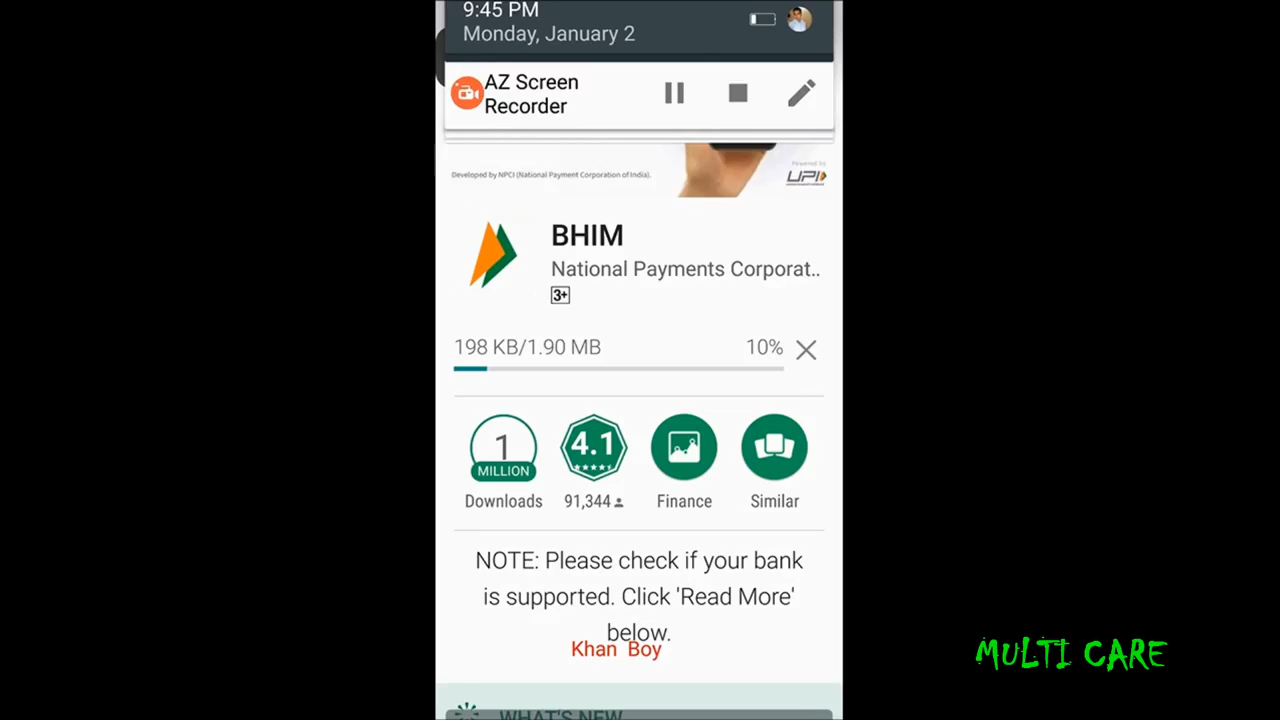 9:45 PM
Monday, January 2
AZ Screen
Recorder
Developed by NPCI (National Payment Corporation of India).
Powered by
UPI
BHIM
National Payments Corporat..
3+
198 KB/1.90 MB
10%
1
MILLION
4.1
Downloads
91,344
Finance
Similar
NOTE: Please check if your bank
is supported. Click 'Read More'
below.
Khan Boy
MULTI CARE
WHAT'S NEW